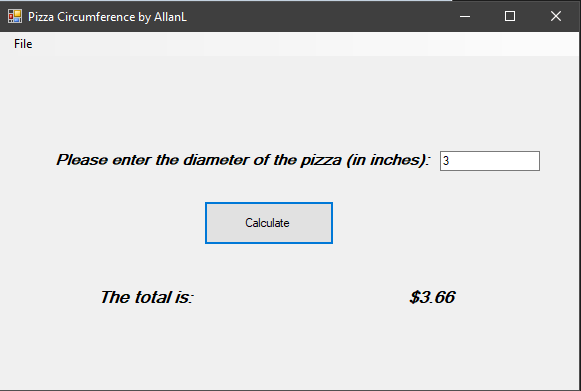 Pizza Circumference by AllanL
File
Please enter the diameter of the pizza (in inches): 3
Calculate
The total is: $3.66